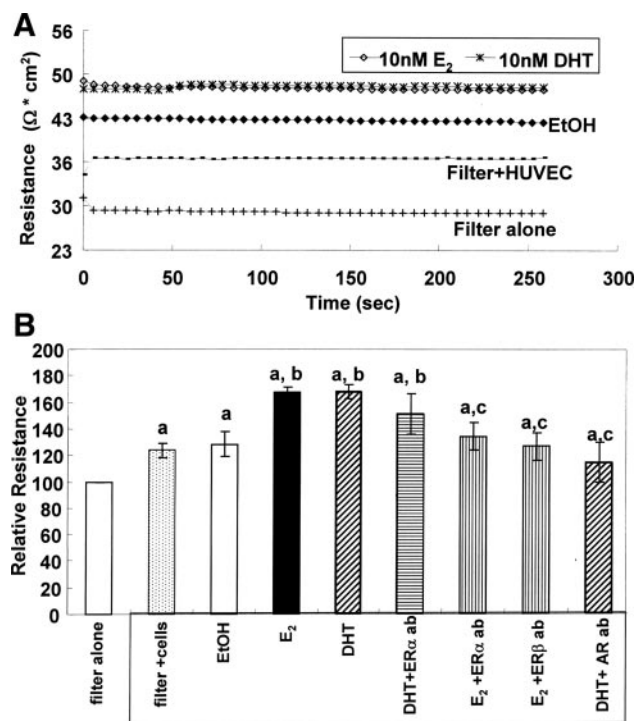 A
56
50
43
36
29
23
Resistance (Ω * cm²)
10nM E₂ 10nM DHT
EtOH
Filter+HUVEC
Filter alone
0 50 100 150 200 250 300
Time (sec)
B
200
180
160
140
120
100
80
60
40
20
0
Relative Resistance
a
a
a, b
a, b
a, b
a,c
a,c
a,c
filter alone
filter +cells
EtOH
E₂
DHT
DHT+ERα ab
E₂ +ERα ab
E₂ +ERβ ab
DHT+ AR ab